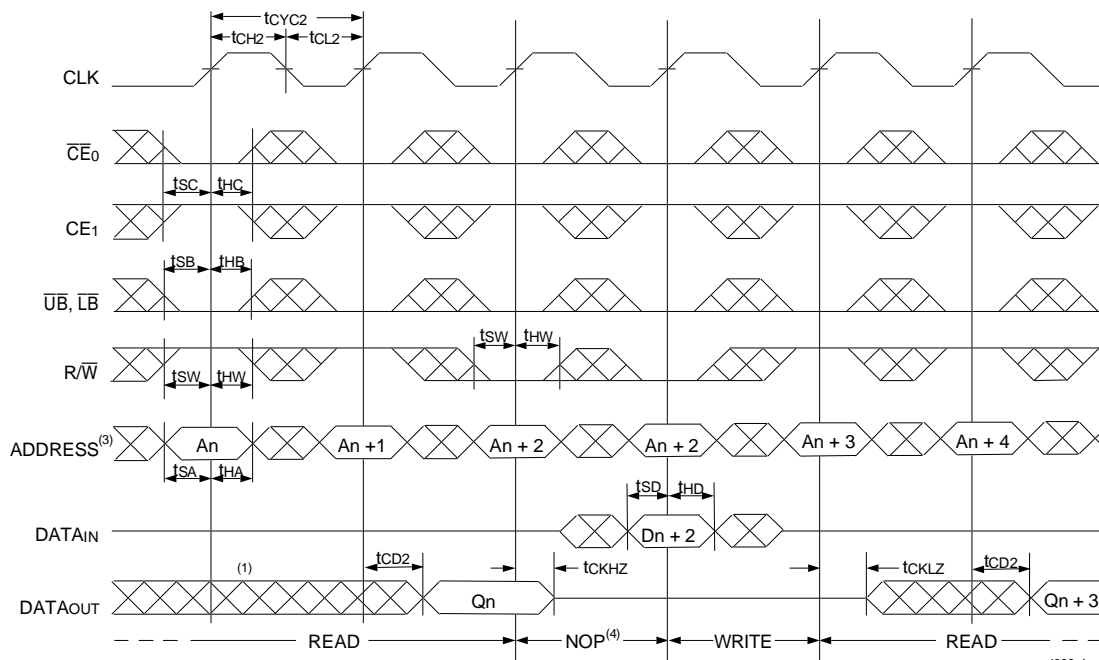 tCYC2
tCH2 tCL2
CLK
CE0
tSC tHC
CE1
tSB tHB
UB, LB
tSW tHW
R/W
tSW tHW
ADDRESS(3) An An +1 An + 2 An + 2 An + 3 An + 4
tSA tHA
tSD tHD
DATAIN Dn + 2
(1) tCD2 tCKHZ tCKLZ tCD2
DATAOUT Qn Qn + 3
READ NOP(4) WRITE READ